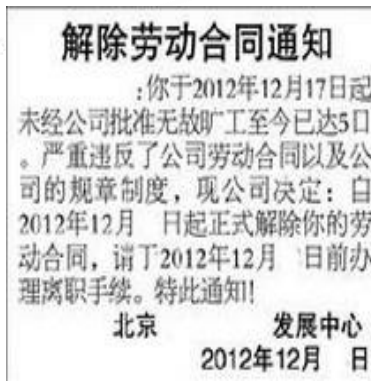 解除劳动合同通知
:你于2012年12月17日起
未经公司批准无故旷工至今已达5日
。严重违反了公司劳动合同以及公
司的规章制度，现公司决定：自
2012年12月 日起正式解除你的劳
动合同，请于2012年12月 日前办
理离职手续。特此通知!
北京 发展中心
2012年12月 日